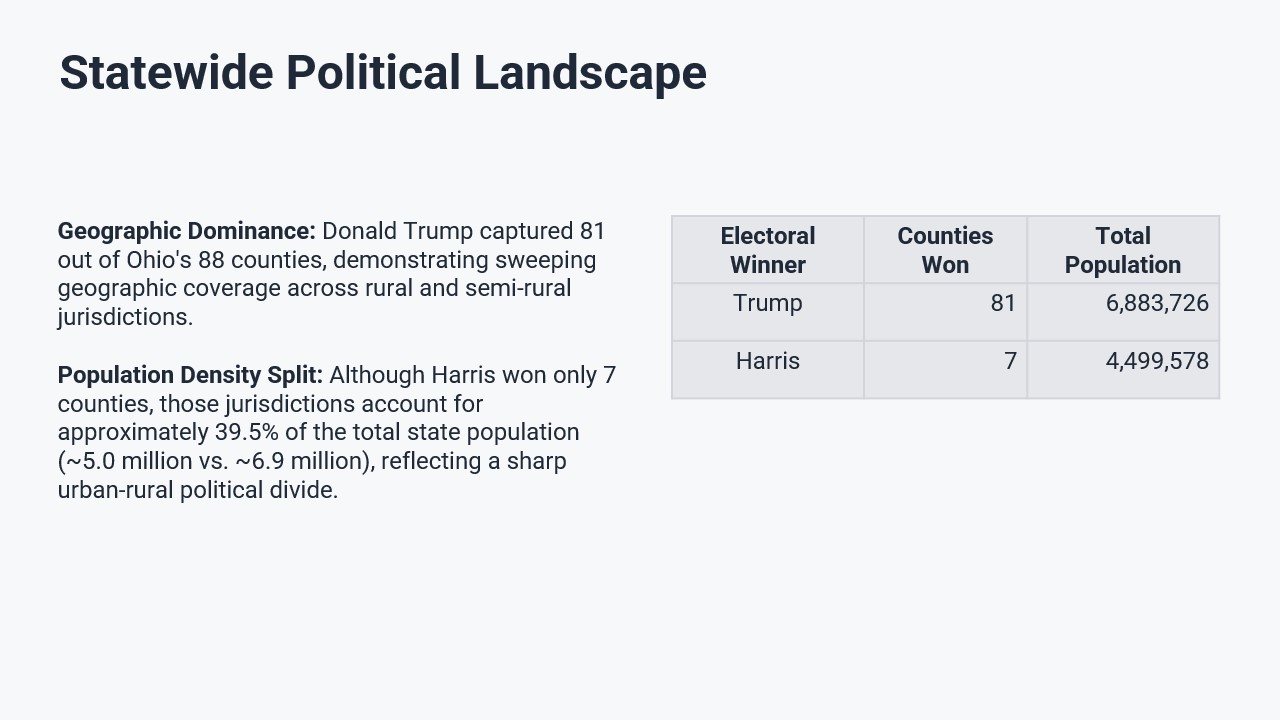 Statewide Political Landscape
Geographic Dominance: Donald Trump captured 81
out of Ohio's 88 counties, demonstrating sweeping
geographic coverage across rural and semi-rural
jurisdictions.
Population Density Split: Although Harris won only 7
counties, those jurisdictions account for
approximately 39.5% of the total state population
(~5.0 million vs. ~6.9 million), reflecting a sharp
urban-rural political divide.
Electoral Winner Counties Won Total Population
Trump 81 6,883,726
Harris 7 4,499,578